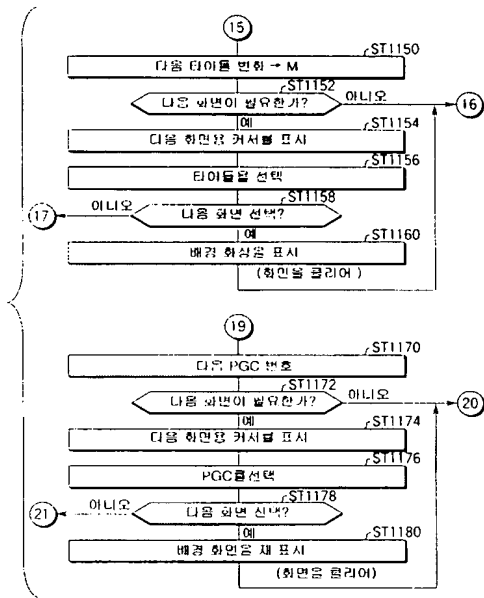 15
ST1150
다음 타이틀 번호 → M
ST1152
다음 화면이 필요한가?
아니오
16
예
ST1154
다음 화면용 커서를 표시
ST1156
타이틀을 선택
ST1158
아니오
다음 화면 선택?
17
예
ST1160
배경 화상을 표시
(화면을 클리어)
19
ST1170
다음 PGC 번호
ST1172
다음 화면이 필요한가?
아니오
20
예
ST1174
다음 화면용 커서를 표시
ST1176
PGC를선택
ST1178
아니오
다음 화면 선택?
21
예
ST1180
배경 화면을 재 표시
(화면을 클리어)